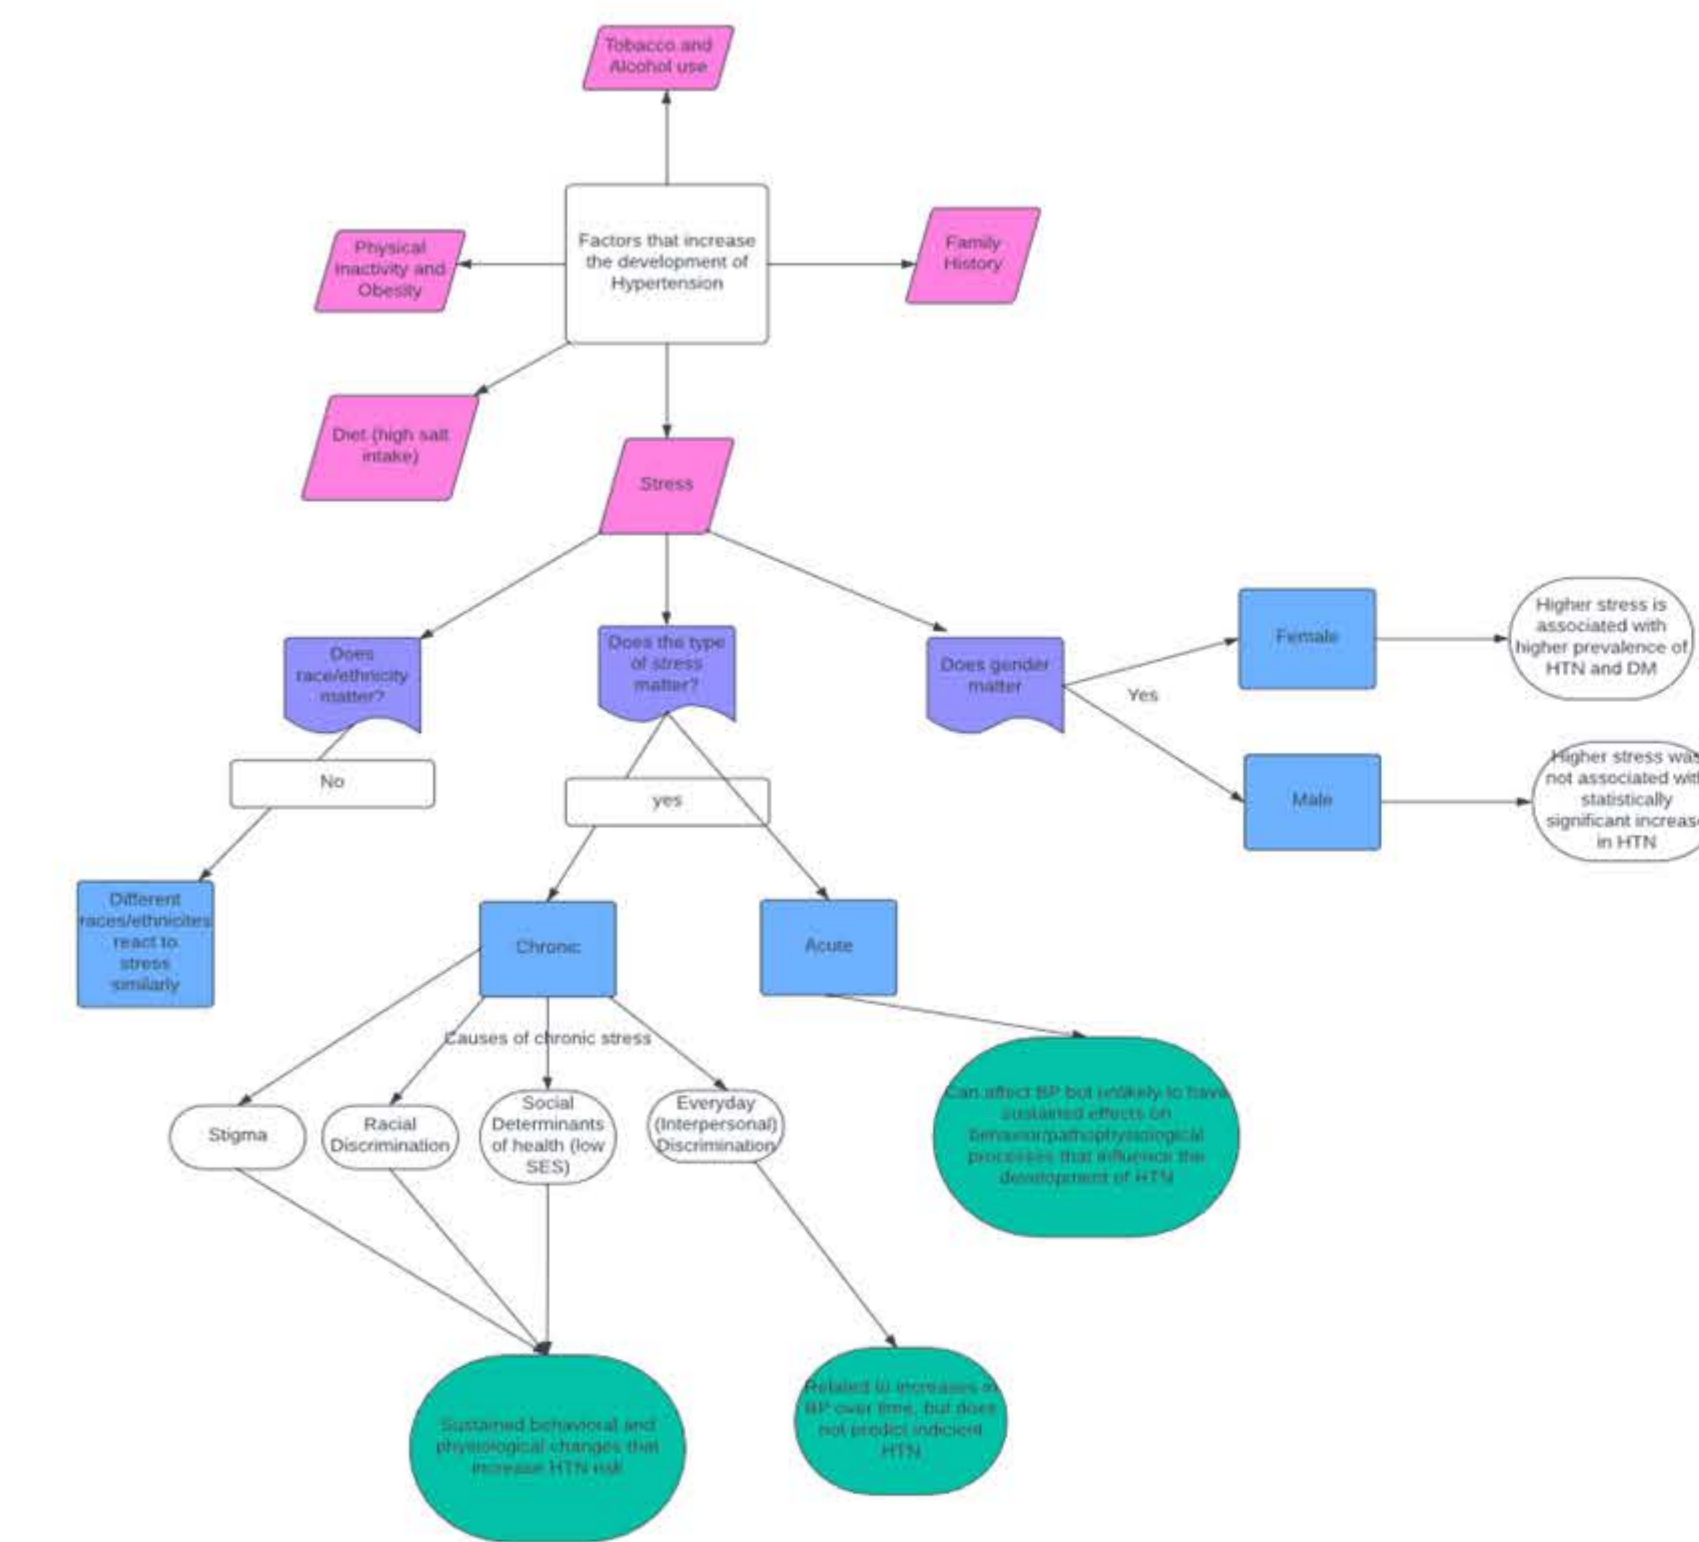 Tobacco and
Alcohol use
Factors that increase
the development of
Hypertension
Physical
Inactivity and
Obesity
Family
History
Diet (high salt
intake)
Stress
Does
race/ethnicity
matter?
Does the type
of stress
matter?
Does gender
matter
Yes
Female
Higher stress is
associated with
higher prevalence of
HTN and DM
Male
Higher stress was
not associated with
statistically
significant increase
in HTN
No
yes
Different
races/ethnicites
react to
stress
similarly
Chronic
Acute
Causes of chronic stress
Stigma
Racial
Discrimination
Social
Determinants
of health (low
SES)
Everyday
(Interpersonal)
Discrimination
Can affect BP but unlikely to have
sustained effects on
behavior/pathophysiological
processes that influence the
development of HTN
Sustained behavioral and
physiological changes that
increase HTN risk
Related to increases in
BP over time, but does
not predict indicient
HTN